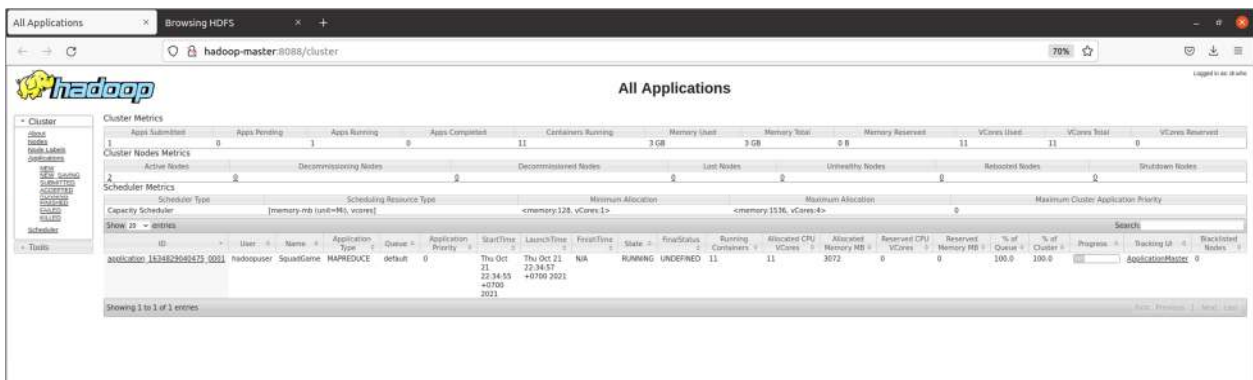 All Applications
Browsing HDFS
hadoop-master:8088/cluster
70%
Logged in as: dr.who
hadoop
All Applications
Cluster
About
Nodes
Node Labels
Applications
NEW
NEW_SAVING
SUBMITTED
ACCEPTED
RUNNING
FINISHED
FAILED
KILLED
Scheduler
Tools
Cluster Metrics
Apps Submitted Apps Pending Apps Running Apps Completed Containers Running Memory Used Memory Total Memory Reserved VCores Used VCores Total VCores Reserved
1 0 1 0 11 3 GB 3 GB 0 B 11 11 0
Cluster Nodes Metrics
Active Nodes Decommissioning Nodes Decommissioned Nodes Lost Nodes Unhealthy Nodes Rebooted Nodes Shutdown Nodes
2 0 0 0 0 0 0
Scheduler Metrics
Scheduler Type Scheduling Resource Type Minimum Allocation Maximum Allocation Maximum Cluster Application Priority
Capacity Scheduler [memory-mb (unit=Mi), vcores] <memory:128, vCores:1> <memory:1536, vCores:4> 0
Show 20 entries Search:
ID User Name Application Type Queue Application Priority StartTime LaunchTime FinishTime State FinalStatus Running Containers Allocated CPU VCores Allocated Memory MB Reserved CPU VCores Reserved Memory MB % of Queue % of Cluster Progress Tracking UI Blacklisted Nodes
application_1634829040475_0001 hadoopuser SquadGame MAPREDUCE default 0 Thu Oct 21 22:34:55 +0700 2021 Thu Oct 21 22:34:57 +0700 2021 N/A RUNNING UNDEFINED 11 11 3072 0 0 100.0 100.0 ApplicationMaster 0
Showing 1 to 1 of 1 entries First Previous 1 Next Last